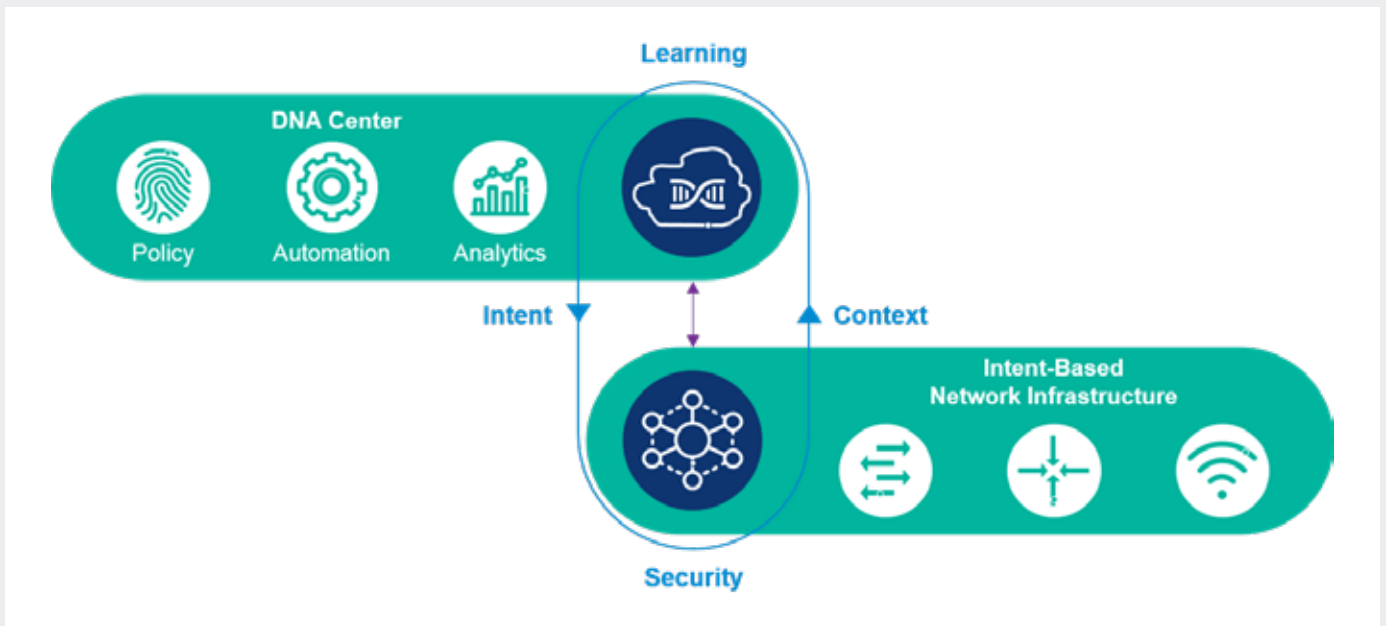 Learning
DNA Center
Policy
Automation
Analytics
Intent
Context
Intent-Based
Network Infrastructure
Security